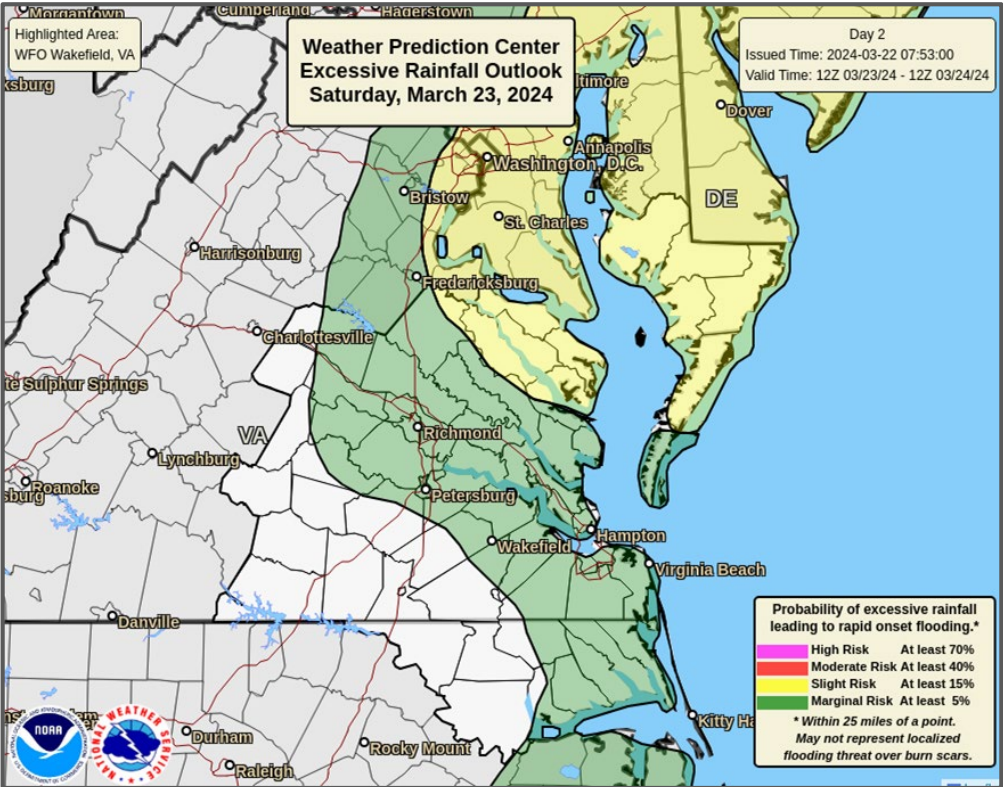 Morgantown
Cumberland
Hagerstown
Highlighted Area:
WFO Wakefield, VA
Weather Prediction Center
Excessive Rainfall Outlook
Saturday, March 23, 2024
Day 2
Issued Time: 2024-03-22 07:53:00
Valid Time: 12Z 03/23/24 - 12Z 03/24/24
ksburg
ltimore
Dover
Annapolis
Washington, D.C.
Bristow
DE
St. Charles
Harrisonburg
Fredericksburg
Charlottesville
te Sulphur Springs
VA
Richmond
Lynchburg
Roanoke
sburg
Petersburg
Hampton
Wakefield
Virginia Beach
Danville
Probability of excessive rainfall
leading to rapid onset flooding.*
High Risk At least 70%
Moderate Risk At least 40%
Slight Risk At least 15%
Marginal Risk At least 5%
* Within 25 miles of a point.
May not represent localized
flooding threat over burn scars.
Kitty Ha
NOAA
NATIONAL WEATHER SERVICE
Durham
Rocky Mount
Raleigh